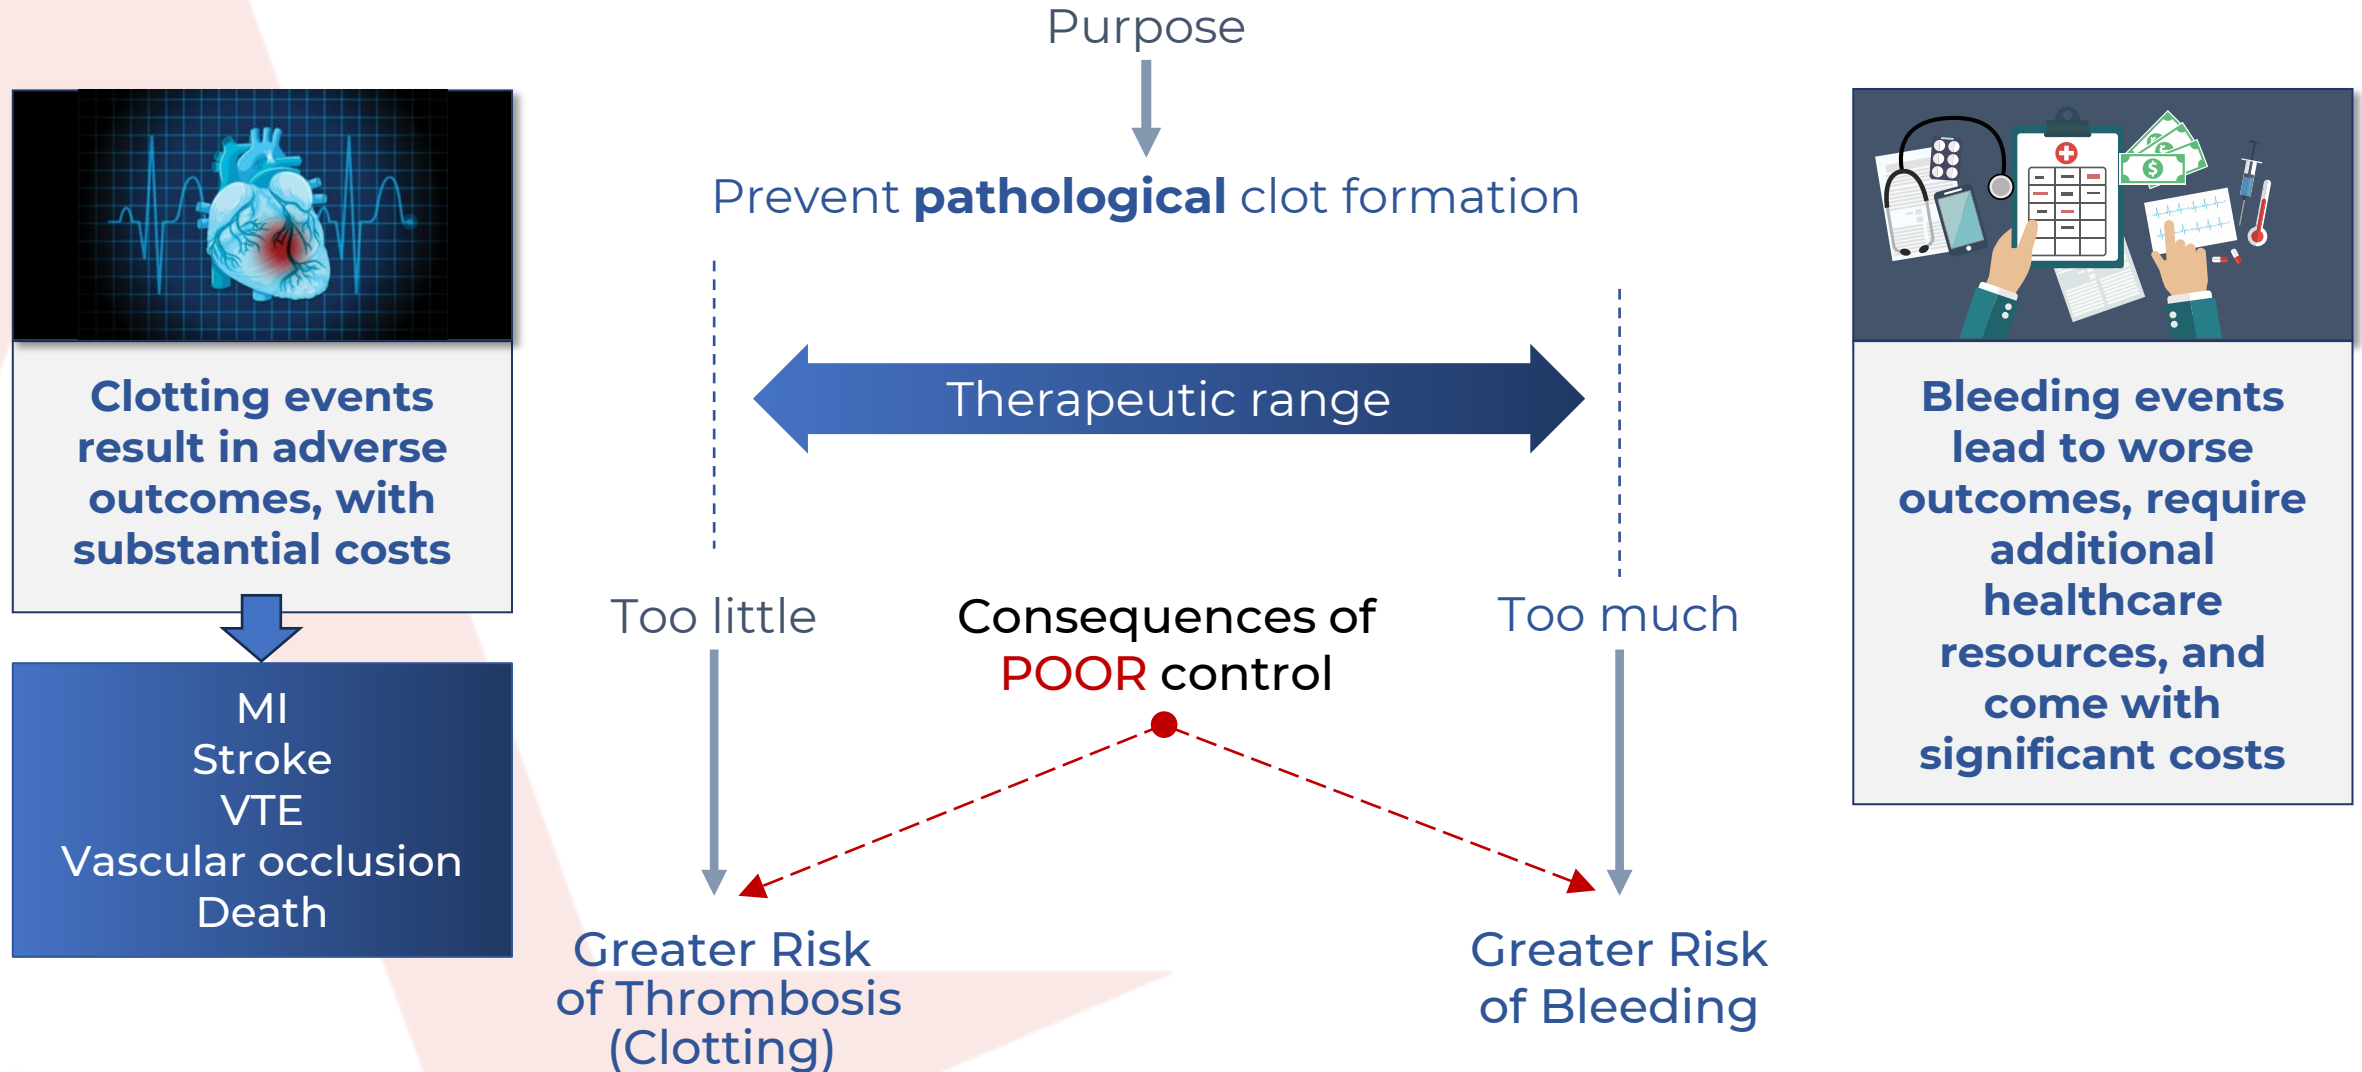 Purpose
Prevent pathological clot formation
Therapeutic range
Clotting events
result in adverse
outcomes, with
substantial costs
MI
Stroke
VTE
Vascular occlusion
Death
Too little
Consequences of
POOR control
Too much
Greater Risk
of Thrombosis
(Clotting)
Greater Risk
of Bleeding
Bleeding events
lead to worse
outcomes, require
additional
healthcare
resources, and
come with
significant costs